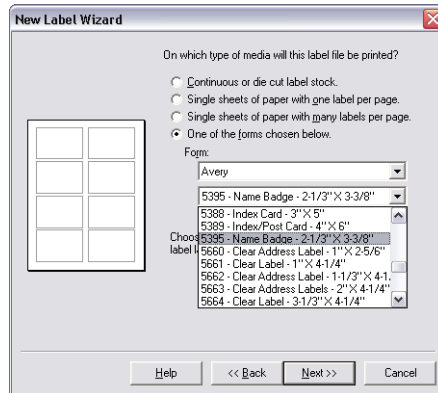 New Label Wizard
On which type of media will this label file be printed?
Continuous or die cut label stock.
Single sheets of paper with one label per page.
Single sheets of paper with many labels per page.
One of the forms chosen below.
Form:
Avery
5395 - Name Badge - 2-1/3" X 3-3/8"
5388 - Index Card - 3" X 5"
5389 - Index/Post Card - 4" X 6"
Choos 5395 - Name Badge - 2-1/3" X 3-3/8"
5660 - Clear Address Label - 1" X 2-5/6"
label l 5661 - Clear Label - 1" X 4-1/4"
5662 - Clear Address Label - 1-1/3" X 4-1.
5663 - Clear Address Labels - 2" X 4-1/4"
5664 - Clear Label - 3-1/3" X 4-1/4"
Help
<< Back
Next >>
Cancel